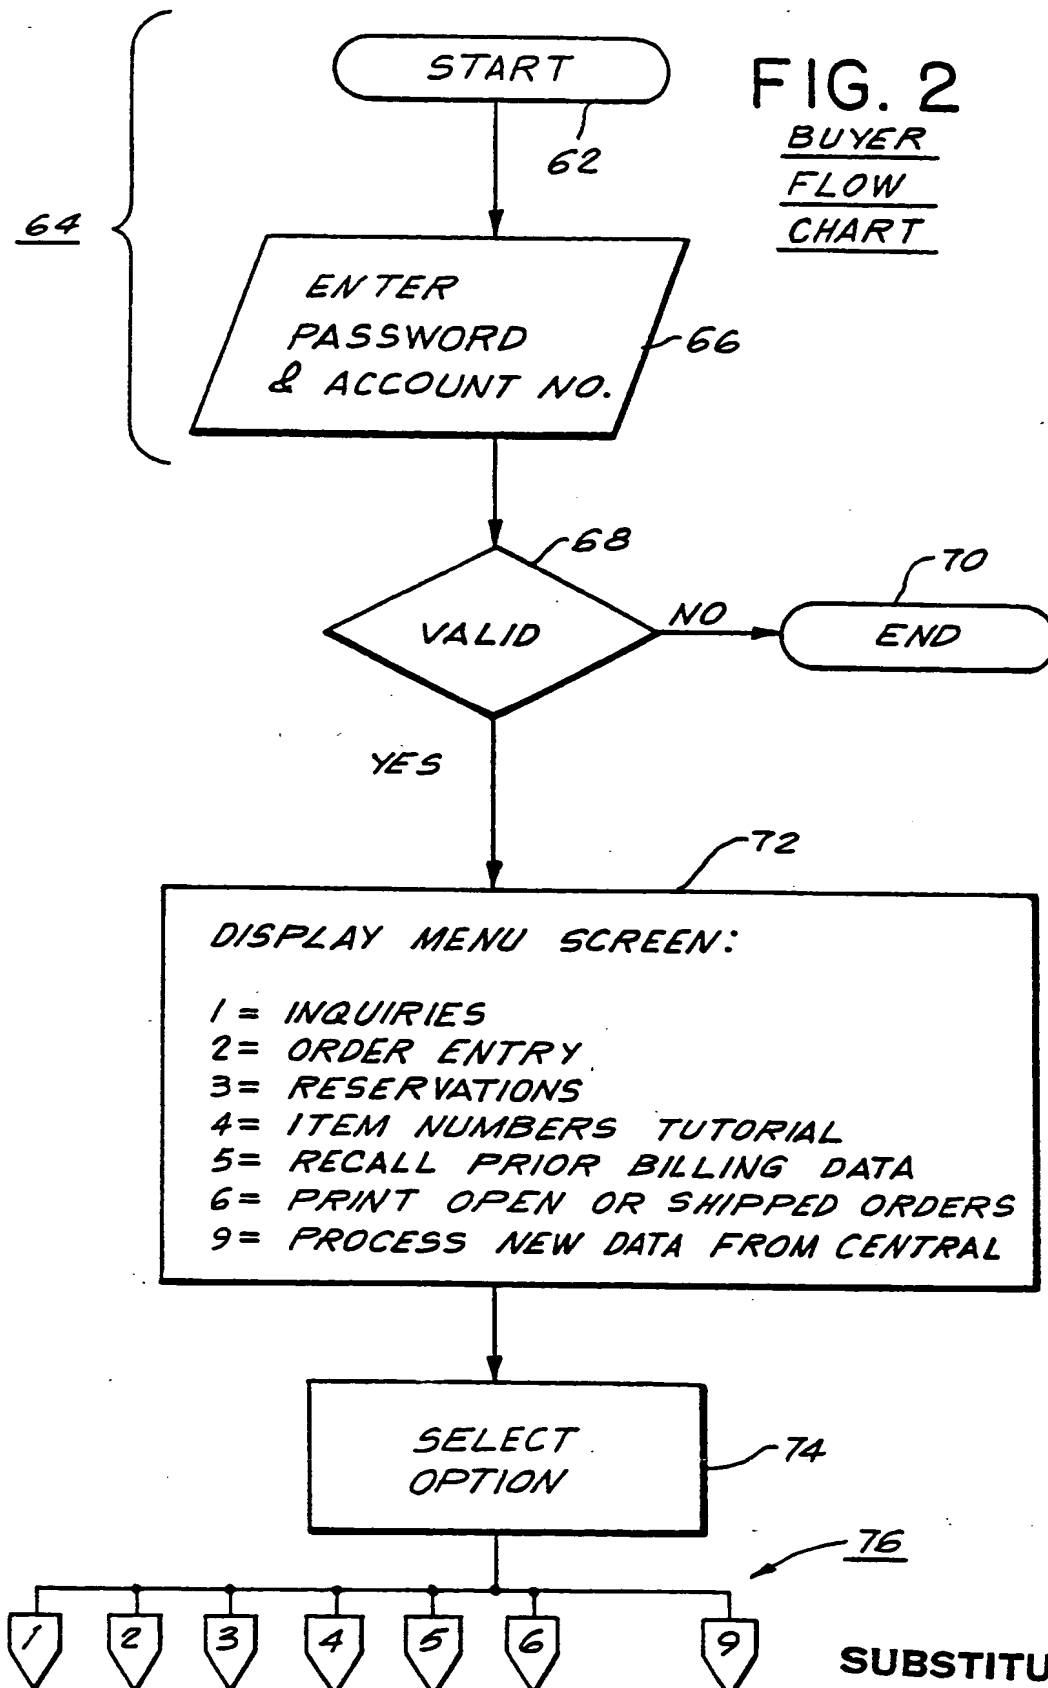 START
FIG. 2
BUYER
FLOW
CHART
62
64
ENTER
PASSWORD
& ACCOUNT NO.
66
68
VALID
NO
70
END
YES
72
DISPLAY MENU SCREEN:
1 = INQUIRIES
2= ORDER ENTRY
3= RESERVATIONS
4= ITEM NUMBERS TUTORIAL
5= RECALL PRIOR BILLING DATA
6= PRINT OPEN OR SHIPPED ORDERS
9= PROCESS NEW DATA FROM CENTRAL
SELECT
OPTION
74
76
1 2 3 4 5 6 9
SUBSTITU